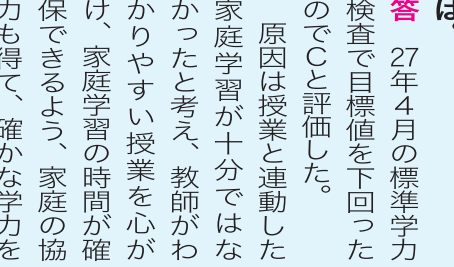 は、
答　27年4月の標準学力
検査で目標値を下回った
のでCと評価した。
　原因は授業と連動した
家庭学習が十分ではな
かったと考え、教師がわ
かりやすい授業を心が
け、家庭学習の時間が確
保できるよう、家庭の協
力も得て、確かな学力を